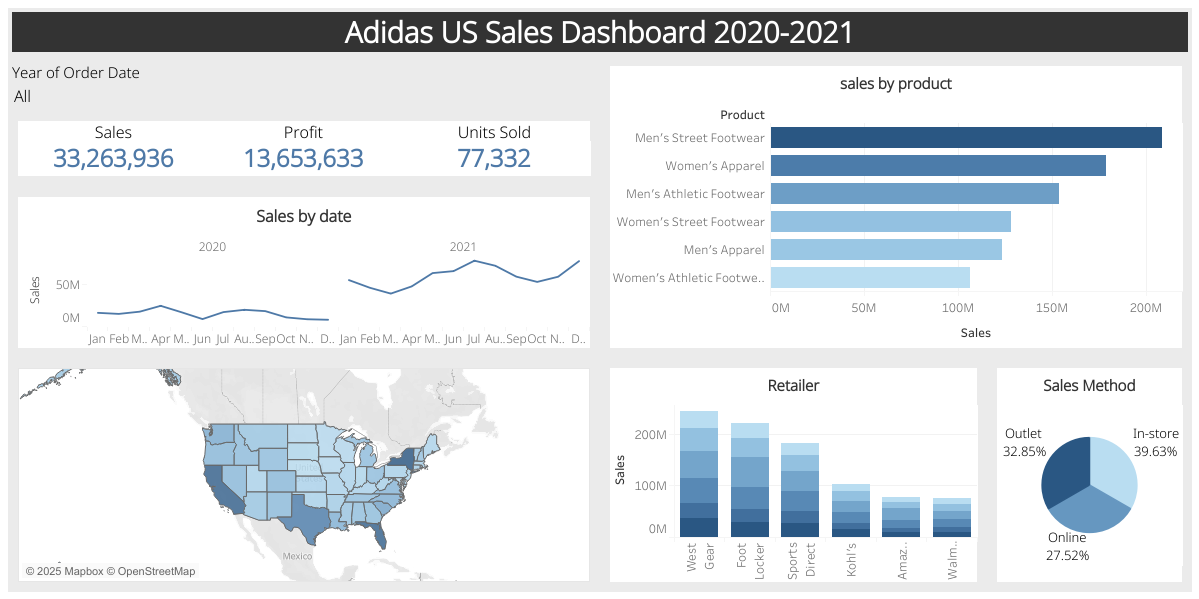 Adidas US Sales Dashboard 2020-2021
Year of Order Date
All
Sales Profit Units Sold
33,263,936 13,653,633 77,332
Sales by date
2020 2021
Sales
50M
0M
Jan Feb M.. Apr M.. Jun Jul Au.. Sep Oct N.. D.. Jan Feb M.. Apr M.. Jun Jul Au.. Sep Oct N.. D..
sales by product
Product
Men's Street Footwear
Women's Apparel
Men's Athletic Footwear
Women's Street Footwear
Men's Apparel
Women's Athletic Footwe..
0M 50M 100M 150M 200M
Sales
Mexico
© 2025 Mapbox © OpenStreetMap
Retailer
Sales
200M
100M
0M
West Gear
Foot Locker
Sports Direct
Kohl's
Amaz..
Walm..
Sales Method
Outlet
32.85%
In-store
39.63%
Online
27.52%